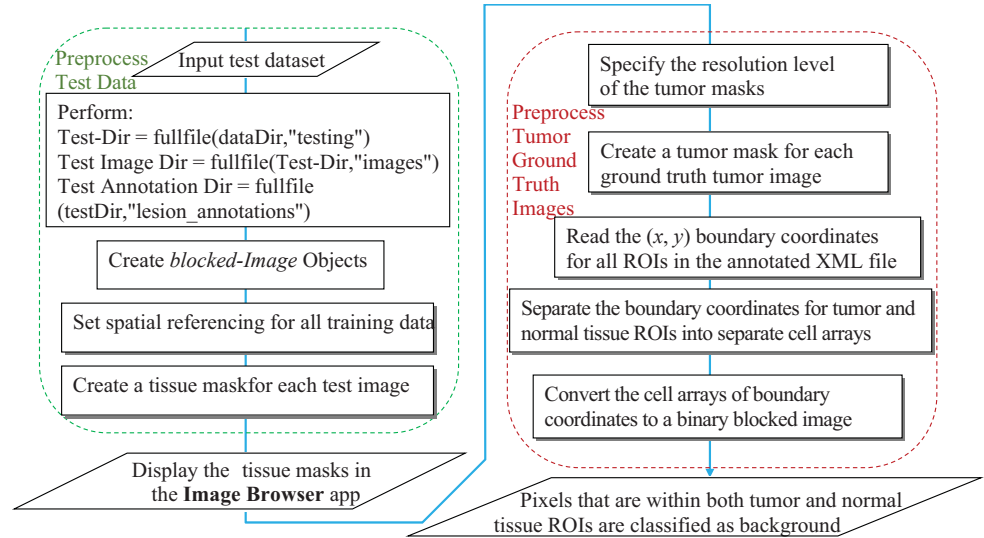 Preprocess
Test Data
Input test dataset
Perform:
Test-Dir = fullfile(dataDir,"testing")
Test Image Dir = fullfile(Test-Dir,"images")
Test Annotation Dir = fullfile
(testDir,"lesion_annotations")
Create blocked-Image Objects
Set spatial referencing for all training data
Create a tissue maskfor each test image
Display the tissue masks in
the Image Browser app
Preprocess
Tumor
Ground
Truth
Images
Specify the resolution level
of the tumor masks
Create a tumor mask for each
ground truth tumor image
Read the (x, y) boundary coordinates
for all ROIs in the annotated XML file
Separate the boundary coordinates for tumor and
normal tissue ROIs into separate cell arrays
Convert the cell arrays of boundary
coordinates to a binary blocked image
Pixels that are within both tumor and normal
tissue ROIs are classified as background